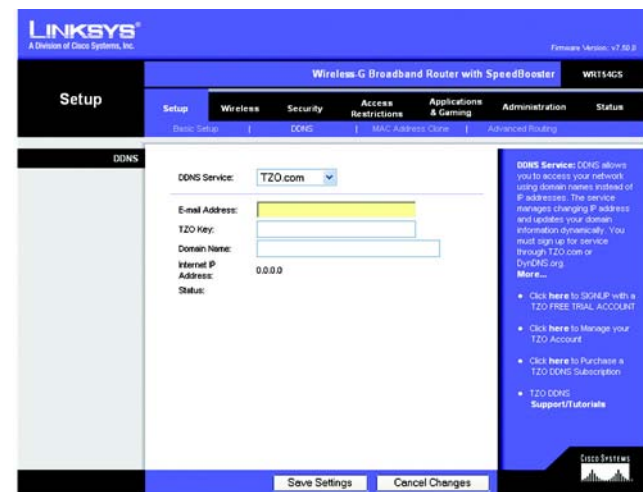 LINKSYS®
A Division of Cisco Systems, Inc.
Firmware Version: v7.50.0
Wireless-G Broadband Router with SpeedBooster
WRT54GS
Setup
Setup
Wireless
Security
Access Restrictions
Applications & Gaming
Administration
Status
Basic Setup | DDNS | MAC Address Clone | Advanced Routing
DDNS
DDNS Service: TZO.com
E-mail Address:
TZO Key:
Domain Name:
Internet IP
Address: 0.0.0.0
Status:
DDNS Service: DDNS allows
you to access your network
using domain names instead of
IP addresses. The service
manages changing IP address
and updates your domain
information dynamically. You
must sign up for service
through TZO.com or
DynDNS.org.
More...
Click here to SIGNUP with a
TZO FREE TRIAL ACCOUNT
Click here to Manage your
TZO Account
Click here to Purchase a
TZO DDNS
Subscription
TZO DDNS
Support/Tutorials
Save Settings
Cancel Changes
CISCO SYSTEMS